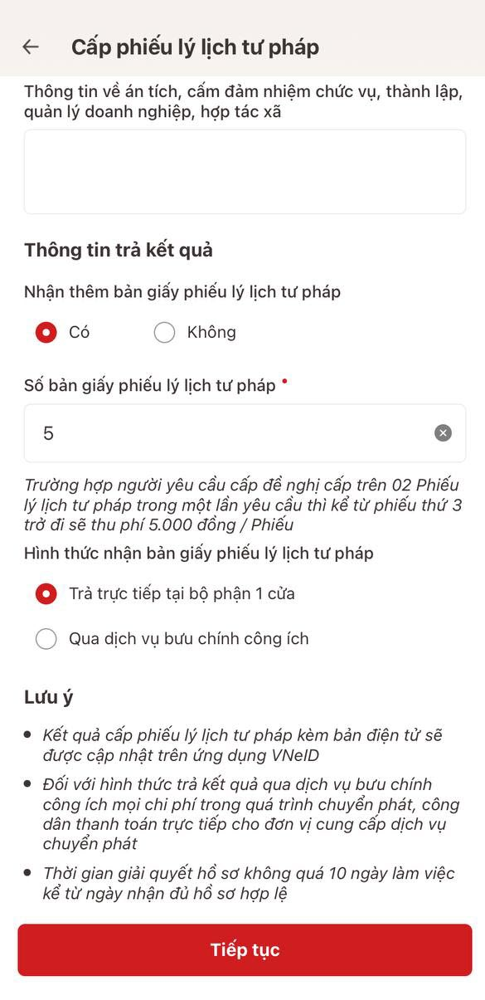 Cấp phiếu lý lịch tư pháp
Thông tin về án tích, cấm đảm nhiệm chức vụ, thành lập,
quản lý doanh nghiệp, hợp tác xã
Thông tin trả kết quả
Nhận thêm bản giấy phiếu lý lịch tư pháp
Có Không
Số bản giấy phiếu lý lịch tư pháp
5
Trường hợp người yêu cầu cấp đề nghị cấp trên 02 Phiếu
lý lịch tư pháp trong một lần yêu cầu thì kể từ phiếu thứ 3
trở đi sẽ thu phí 5.000 đồng / Phiếu
Hình thức nhận bản giấy phiếu lý lịch tư pháp
Trả trực tiếp tại bộ phận 1 cửa
Qua dịch vụ bưu chính công ích
Lưu ý
Kết quả cấp phiếu lý lịch tư pháp kèm bản điện tử sẽ
được cập nhật trên ứng dụng VNeID
Đối với hình thức trả kết quả qua dịch vụ bưu chính
công ích mọi chi phí trong quá trình chuyển phát, công
dân thanh toán trực tiếp cho đơn vị cung cấp dịch vụ
chuyển phát
Thời gian giải quyết hồ sơ không quá 10 ngày làm việc
kể từ ngày nhận đủ hồ sơ hợp lệ
Tiếp tục